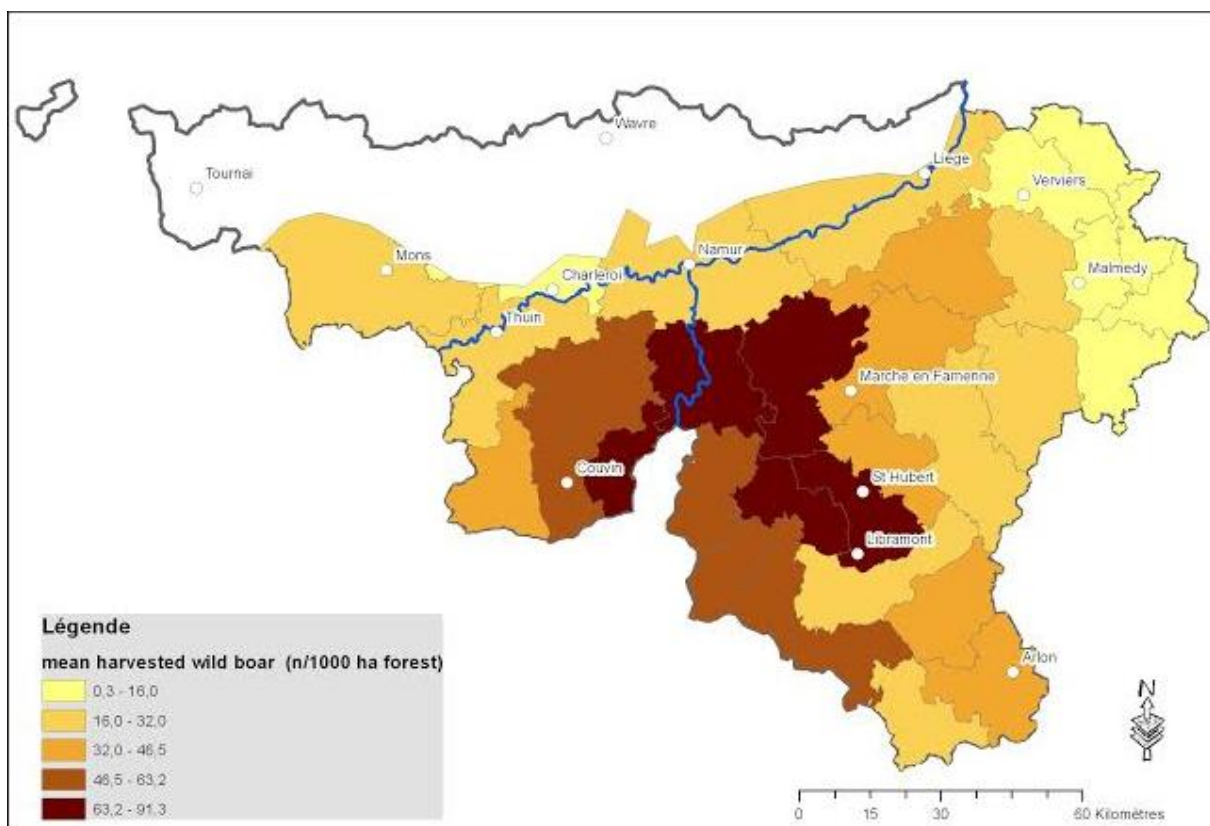 Wavre
Tournai
Liège
Verviers
Mons
Namur
Charleroi
Malmedy
Thuin
Marche en Famenne
Couvin
St Hubert
Libramont
Arlon
Légende
mean harvested wild boar (n/1000 ha forest)
0,3 - 16,0
16,0 - 32,0
32,0 - 46,5
46,5 - 63,2
63,2 - 91,3
N
0 15 30 60 Kilomètres